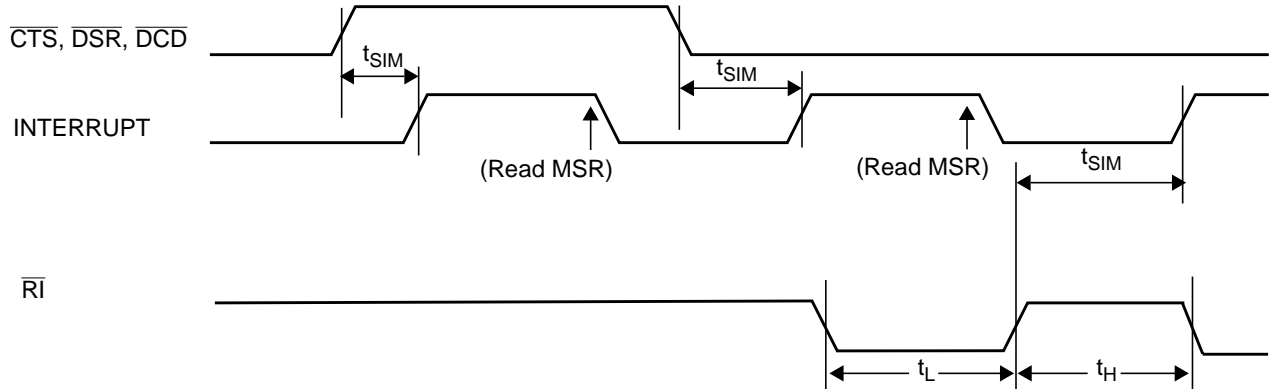 CTS, DSR, DCD
tSIM
tSIM
INTERRUPT
(Read MSR)
(Read MSR)
tSIM
RI
tL
tH